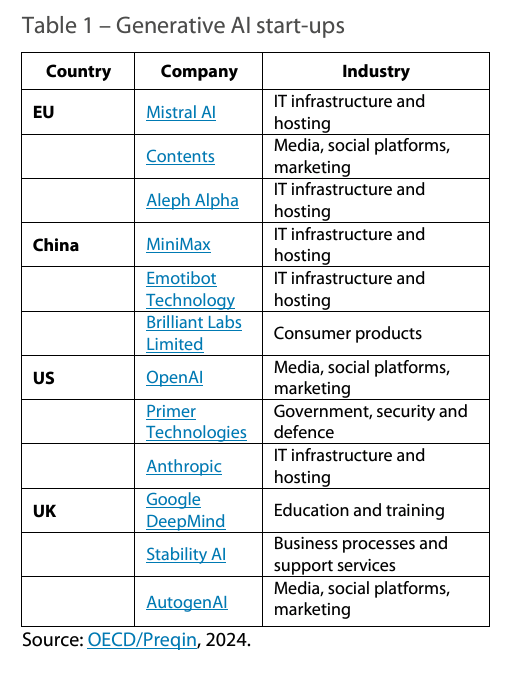 Table 1 – Generative AI start-ups
Country Company Industry
EU Mistral AI IT infrastructure and
hosting
Contents Media, social platforms,
marketing
Aleph Alpha IT infrastructure and
hosting
China MiniMax IT infrastructure and
hosting
Emotibot IT infrastructure and
Technology hosting
Brilliant Labs
Limited Consumer products
US OpenAI Media, social platforms,
marketing
Primer Government, security and
Technologies defence
Anthropic IT infrastructure and
hosting
UK Google
DeepMind Education and training
Stability AI Business processes and
support services
AutogenAI Media, social platforms,
marketing
Source: OECD/Preqin, 2024.